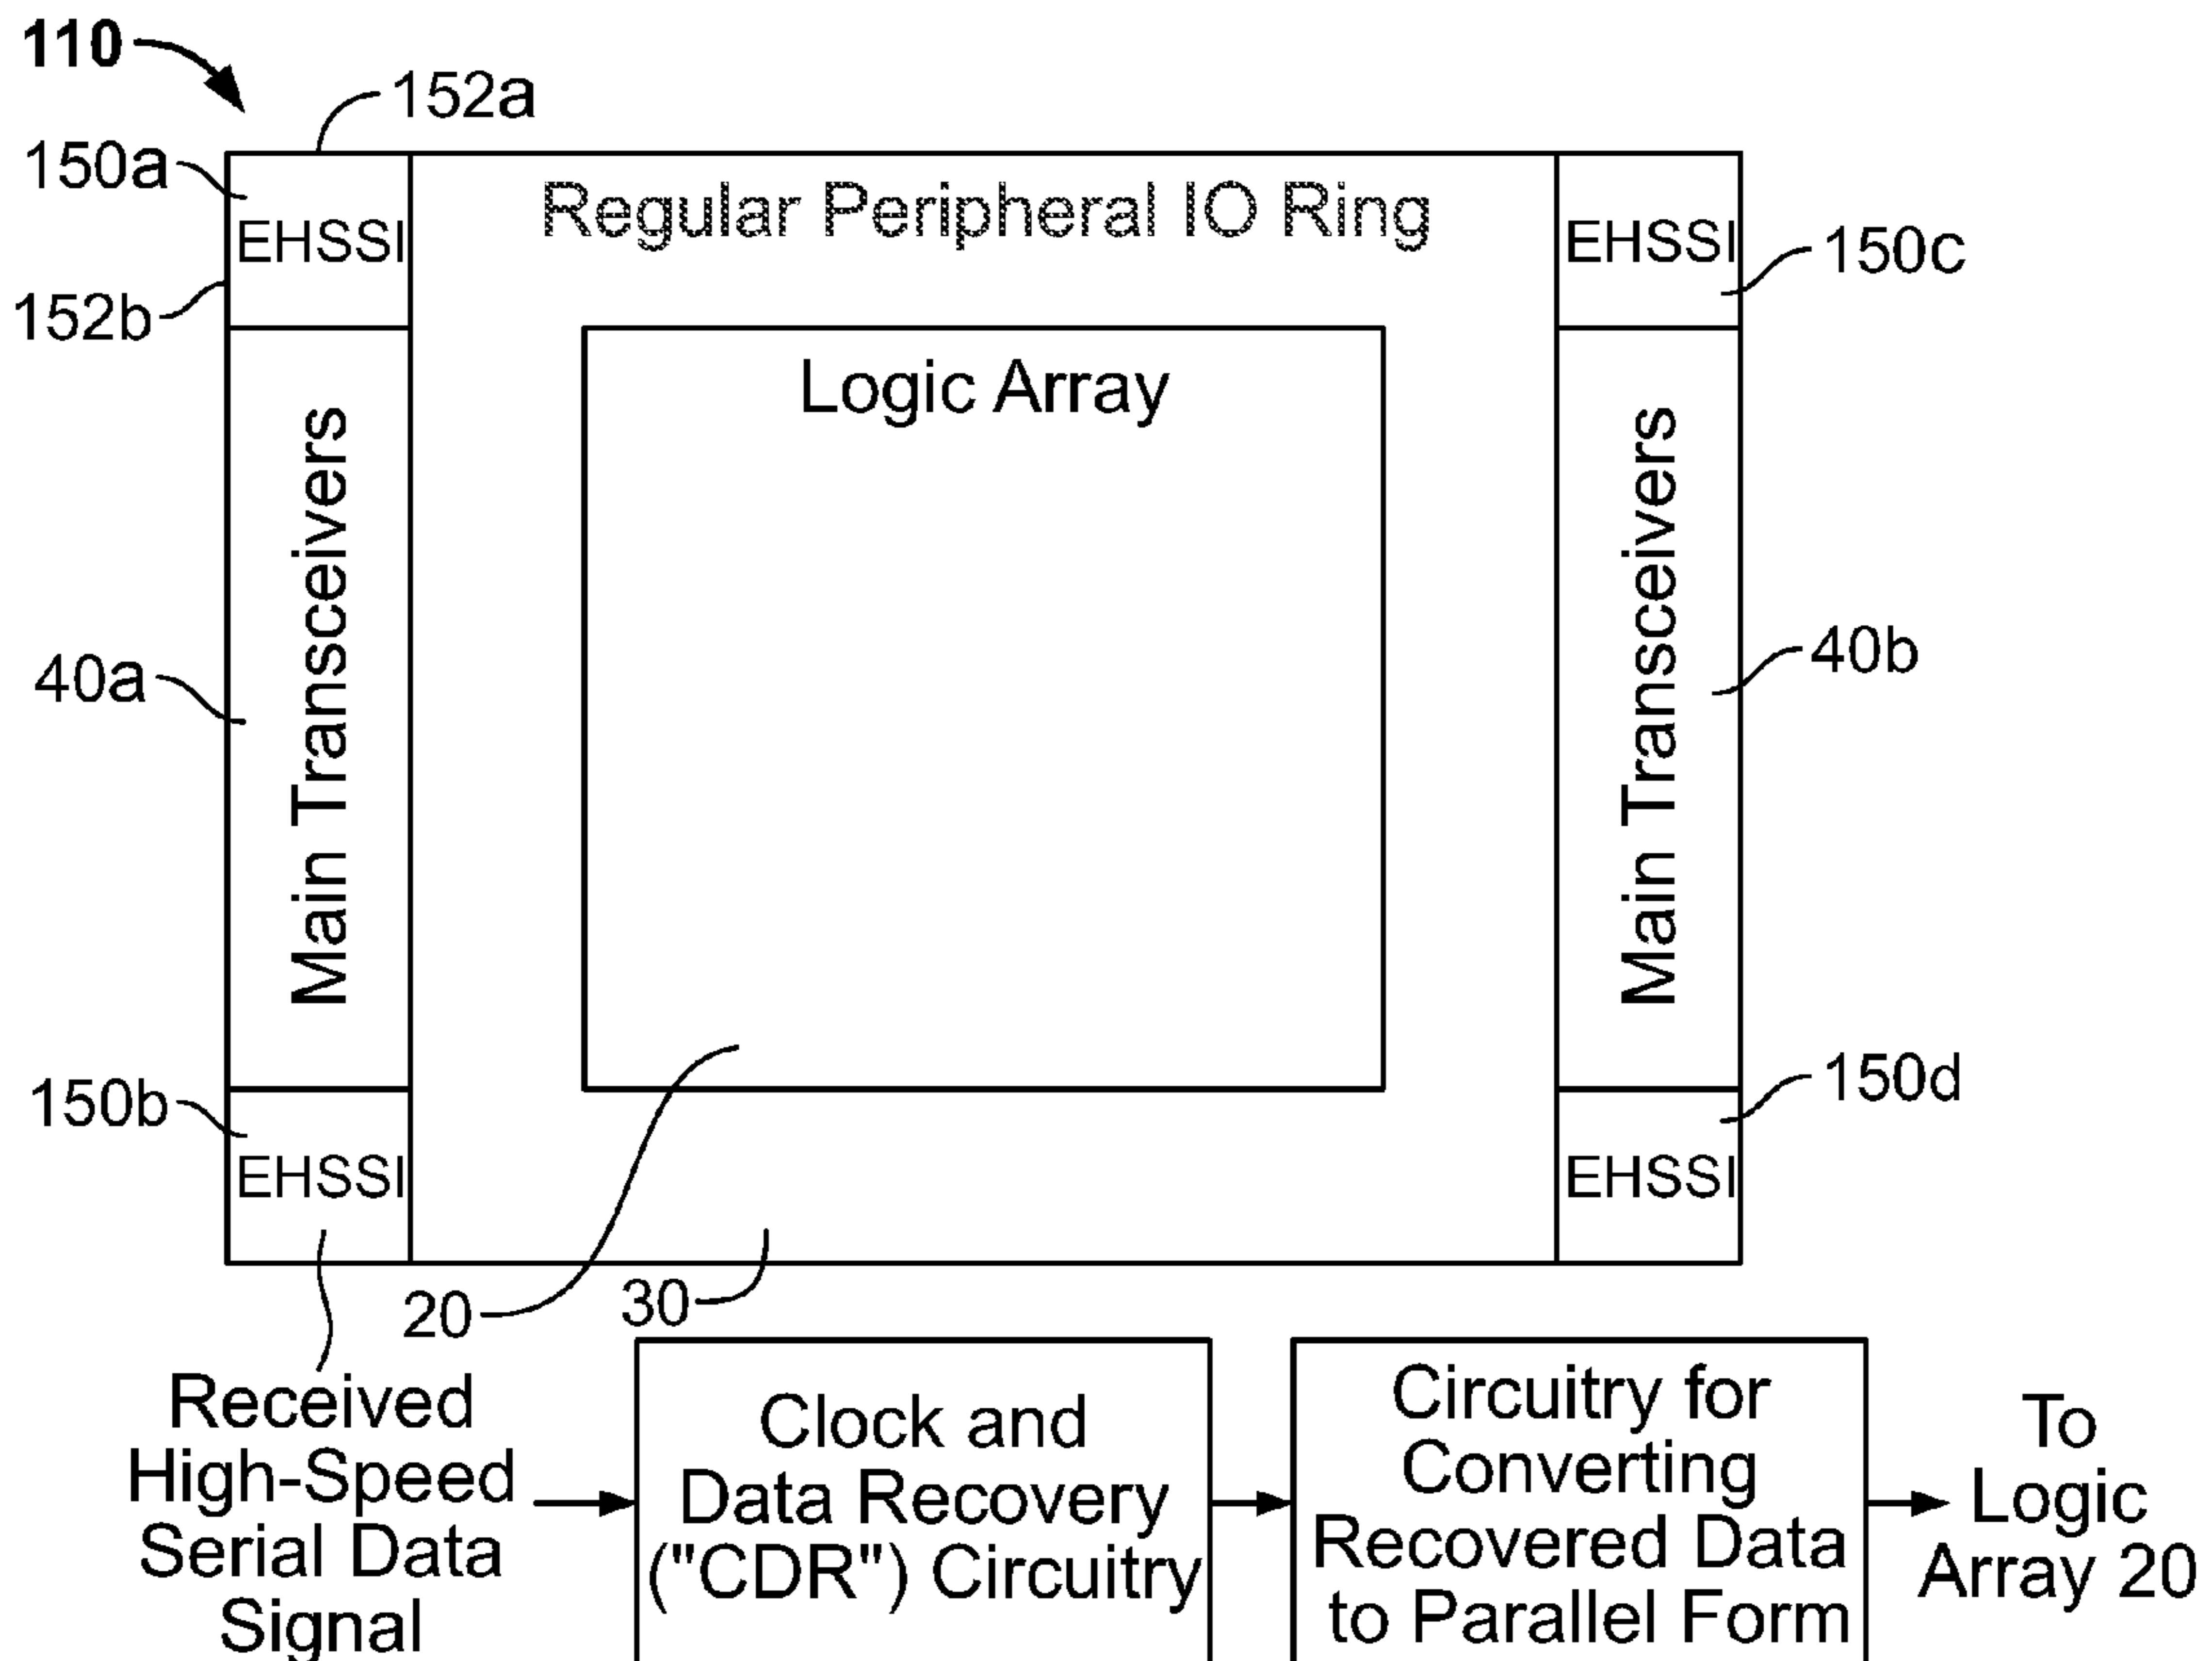 110
152a
150a
EHSSI
Regular Peripheral IO Ring
EHSSI
150c
152b
Logic Array
Main Transceivers
Main Transceivers
40a
40b
150b
EHSSI
150d
EHSSI
20
30
Received
High-Speed
Serial Data
Signal
Clock and
Data Recovery
("CDR") Circuitry
Circuitry for
Converting
Recovered Data
to Parallel Form
To
Logic
Array 20